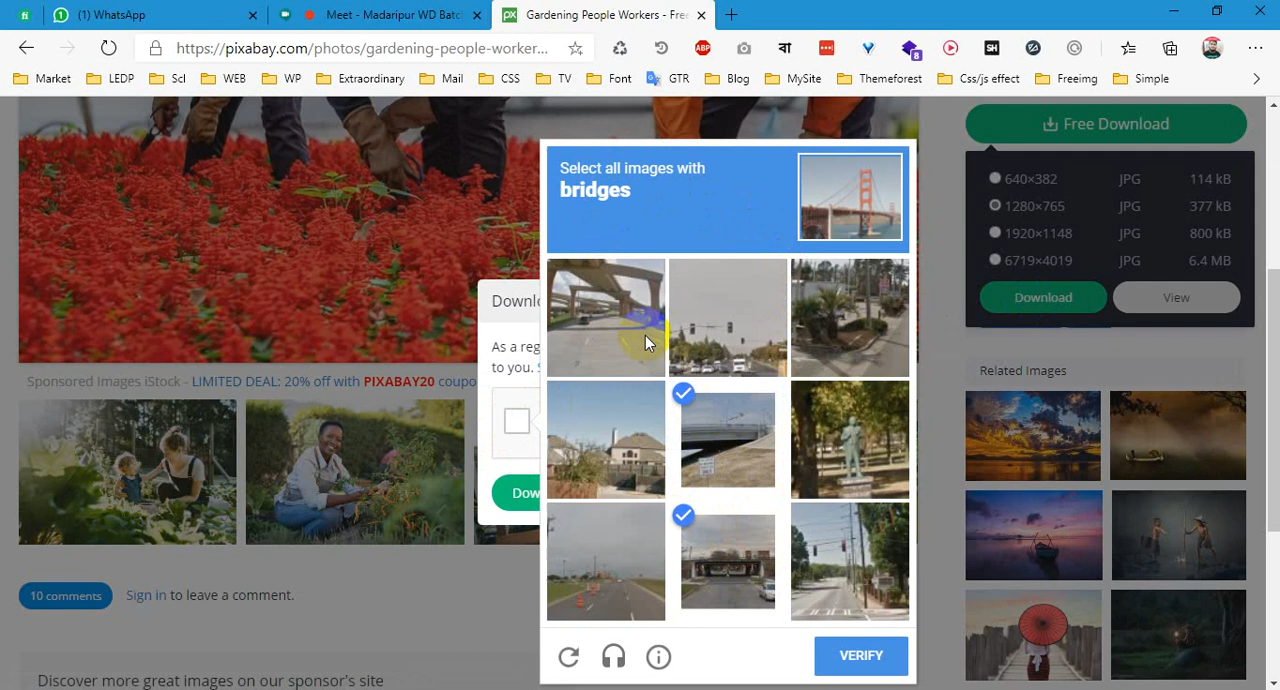 (1) WhatsApp
Meet - Madaripur WD Batc
Gardening People Workers - Fre
https://pixabay.com/photos/gardening-people-worker...
ABP
বা
SH
8
Market
LEDP
Scl
WEB
WP
Extraordinary
Mail
CSS
TV
Font
GTR
Blog
MySite
Themeforest
Css/js effect
Freeimg
Simple
Free Download
640×382 JPG 114 kB
1280×765 JPG 377 kB
1920×1148 JPG 800 kB
6719×4019 JPG 6.4 MB
Download
View
Select all images with
bridges
Downlo
As a reg
to you.
Dow
VERIFY
Sponsored Images iStock - LIMITED DEAL: 20% off with PIXABAY20 coupo
10 comments
Sign in to leave a comment.
Discover more great images on our sponsor's site
Related Images